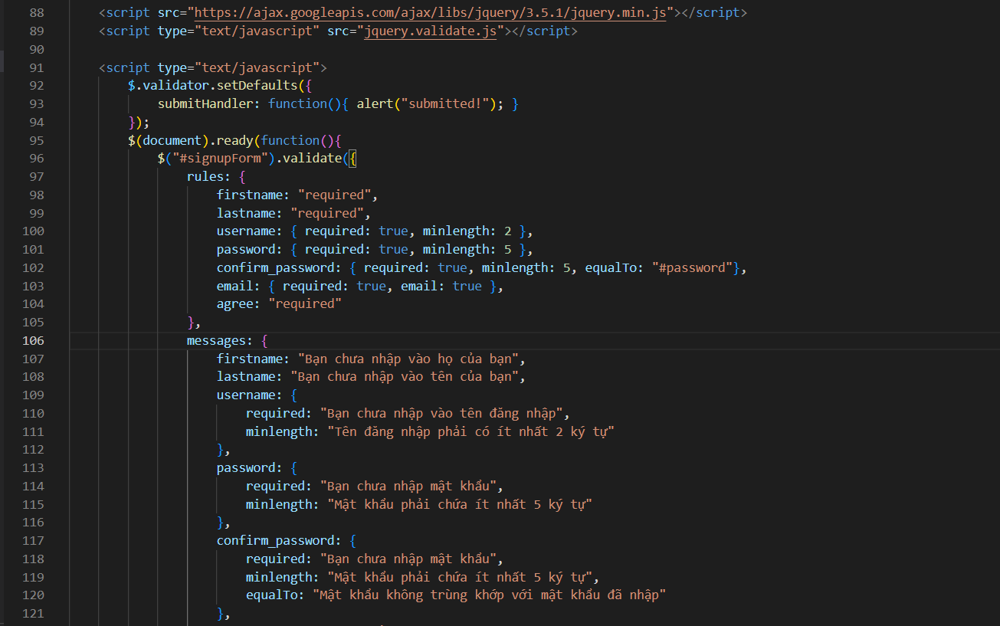 88 <script src="https://ajax.googleapis.com/ajax/libs/jquery/3.5.1/jquery.min.js"></script>
89 <script type="text/javascript" src="jquery.validate.js"></script>
90
91 <script type="text/javascript">
92 $.validator.setDefaults({
93 submitHandler: function(){ alert("submitted!"); }
94 });
95 $(document).ready(function(){
96 $("#signupForm").validate({
97 rules: {
98 firstname: "required",
99 lastname: "required",
100 username: { required: true, minlength: 2 },
101 password: { required: true, minlength: 5 },
102 confirm_password: { required: true, minlength: 5, equalTo: "#password"},
103 email: { required: true, email: true },
104 agree: "required"
105 },
106 messages: {
107 firstname: "Bạn chưa nhập vào họ của bạn",
108 lastname: "Bạn chưa nhập vào tên của bạn",
109 username: {
110 required: "Bạn chưa nhập vào tên đăng nhập",
111 minlength: "Tên đăng nhập phải có ít nhất 2 ký tự"
112 },
113 password: {
114 required: "Bạn chưa nhập mật khẩu",
115 minlength: "Mật khẩu phải chứa ít nhất 5 ký tự"
116 },
117 confirm_password: {
118 required: "Bạn chưa nhập mật khẩu",
119 minlength: "Mật khẩu phải chứa ít nhất 5 ký tự",
120 equalTo: "Mật khẩu không trùng khớp với mật khẩu đã nhập"
121 },